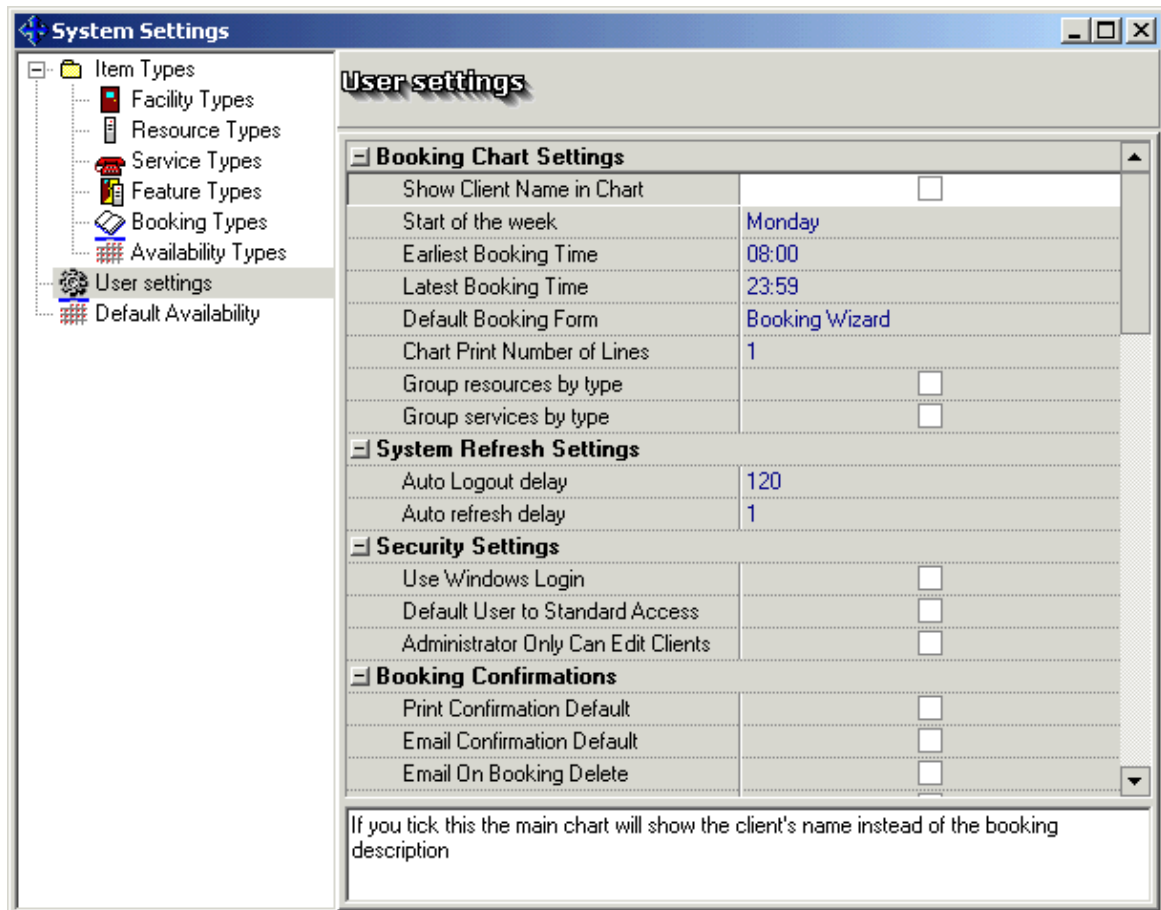 System Settings
Item Types
Facility Types
Resource Types
Service Types
Feature Types
Booking Types
Availability Types
User settings
Default Availability
User settings
Booking Chart Settings
Show Client Name in Chart
Start of the week Monday
Earliest Booking Time 08:00
Latest Booking Time 23:59
Default Booking Form Booking Wizard
Chart Print Number of Lines 1
Group resources by type
Group services by type
System Refresh Settings
Auto Logout delay 120
Auto refresh delay 1
Security Settings
Use Windows Login
Default User to Standard Access
Administrator Only Can Edit Clients
Booking Confirmations
Print Confirmation Default
Email Confirmation Default
Email On Booking Delete
If you tick this the main chart will show the client's name instead of the booking
description